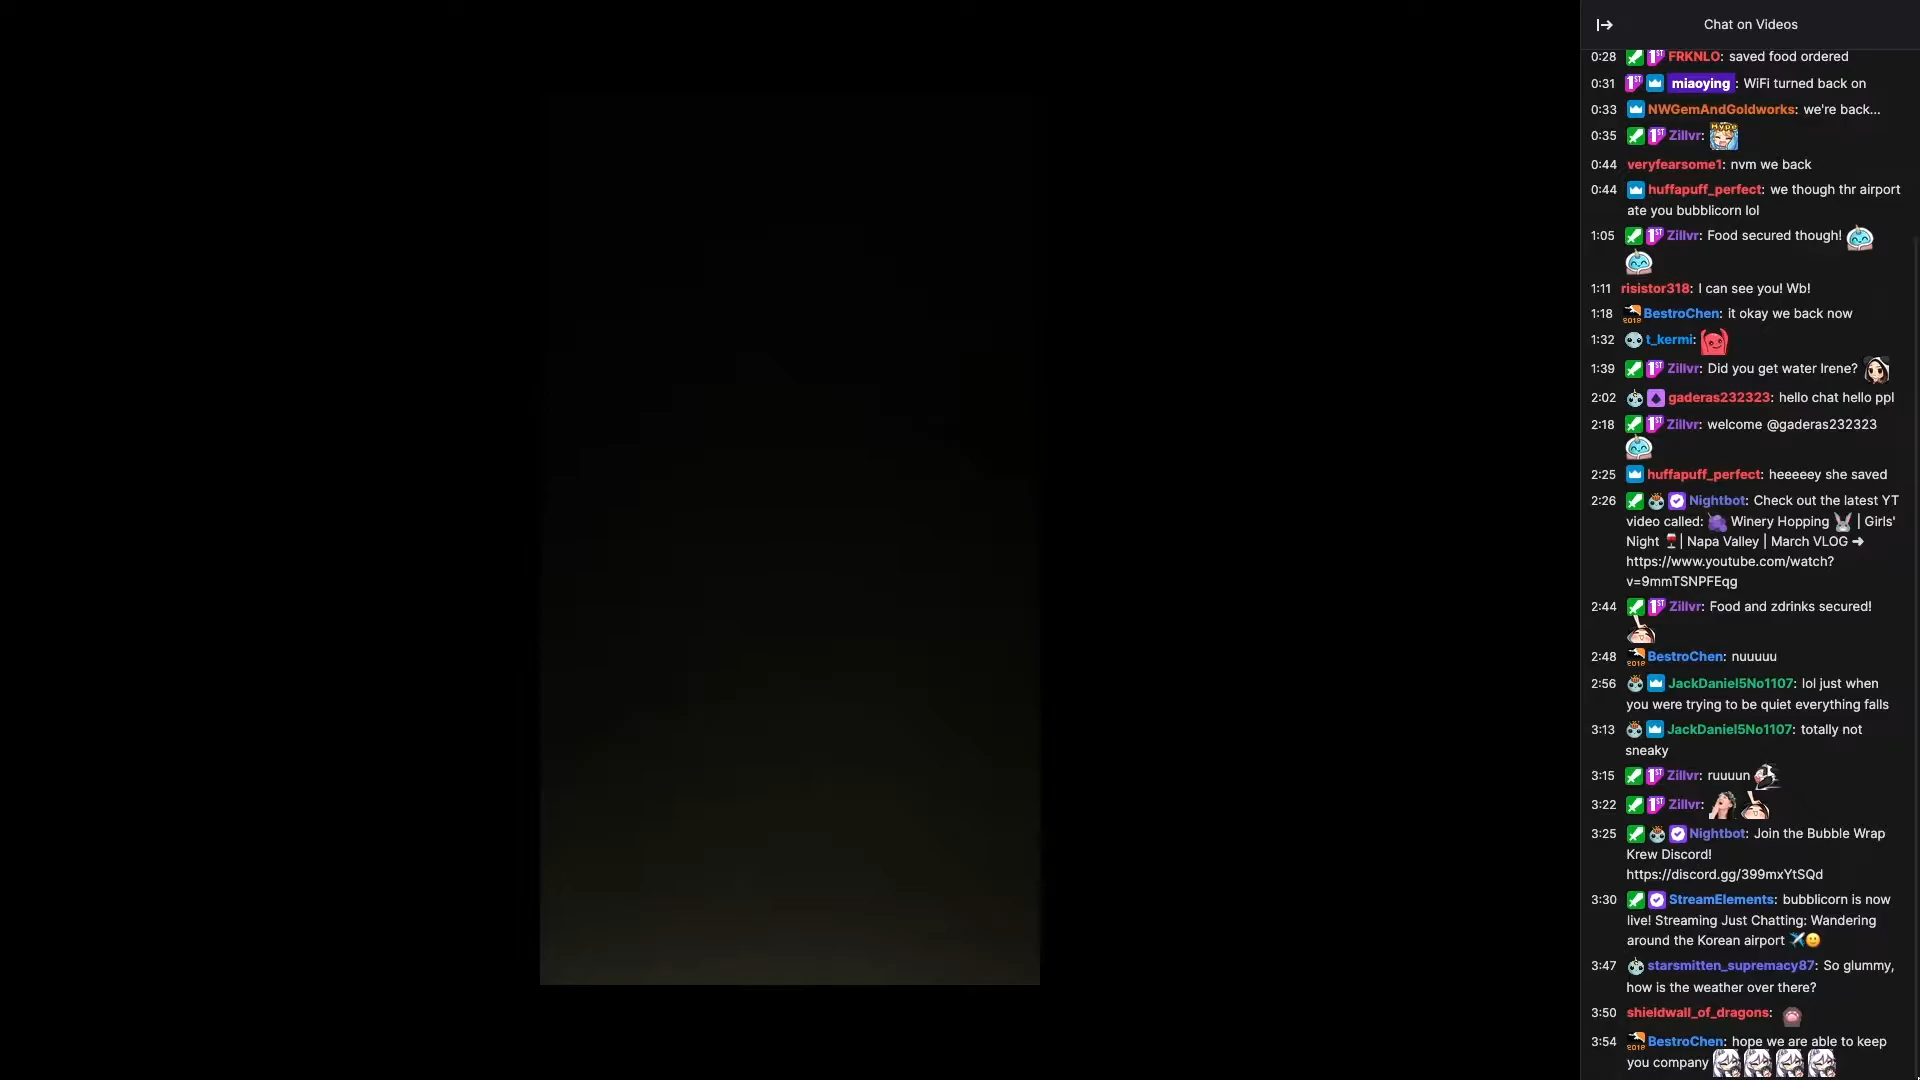 Chat on Videos
0:28 FRKNLO: saved food ordered
0:31 miaoying : WiFi turned back on
0:33 NWGemAndGoldworks: we're back...
0:35 Zillvr:
0:44 veryfearsome1: nvm we back
0:44 huffapuff_perfect: we though thr airport
ate you bubblicorn lol
1:05 Zillvr: Food secured though!
1:11 risistor318: I can see you! Wb!
1:18 BestroChen: it okay we back now
1:32 t_kermi:
1:39 Zillvr: Did you get water Irene?
2:02 gaderas232323: hello chat hello ppl
2:18 Zillvr: welcome @gaderas232323
2:25 huffapuff_perfect: heeeeey she saved
2:26 Nightbot: Check out the latest YT
video called: 🍇 Winery Hopping 🐰 | Girls'
Night 🍷| Napa Valley | March VLOG ➜
https://www.youtube.com/watch?
v=9mmTSNPFEqg
2:44 Zillvr: Food and zdrinks secured!
2:48 BestroChen: nuuuuu
2:56 JackDaniel5No1107: lol just when
you were trying to be quiet everything falls
3:13 JackDaniel5No1107: totally not
sneaky
3:15 Zillvr: ruuuun
3:22 Zillvr:
3:25 Nightbot: Join the Bubble Wrap
Krew Discord!
https://discord.gg/399mxYtSQd
3:30 StreamElements: bubblicorn is now
live! Streaming Just Chatting: Wandering
around the Korean airport ✈️🙂
3:47 starsmitten_supremacy87: So glummy,
how is the weather over there?
3:50 shieldwall_of_dragons:
3:54 BestroChen: hope we are able to keep
you company